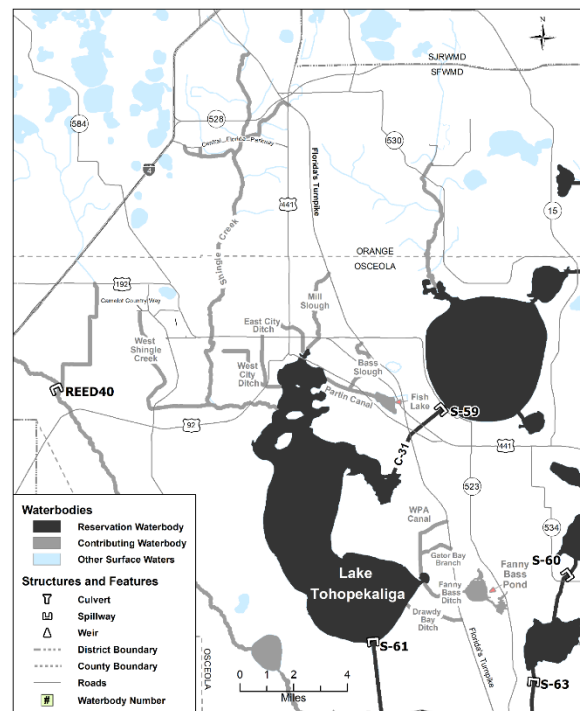 N
SJRWMD
SFWMD
584
528
Central Florida Parkway
530
4
441
Florida's Turnpike
15
Shingle Creek
ORANGE
OSCEOLA
192
Mill
Slough
East City
Ditch
West
Shingle
Creek
West
City
Ditch
Bass
Slough
Partin Canal
Fish
Lake
REED40
S-59
92
441
C-31
523
WPA
Canal
534
Gator Bay
Branch
S-60
Lake
Tohopekaliga
Fanny
Bass
Pond
Fanny
Bass
Ditch
Drawdy
Bay
Ditch
Florida's Turnpike
S-61
OSCEOLA
S-63
0 1 2 4
Miles
Waterbodies
Reservation Waterbody
Contributing Waterbody
Other Surface Waters
Structures and Features
Culvert
Spillway
Weir
District Boundary
County Boundary
Roads
# Waterbody Number